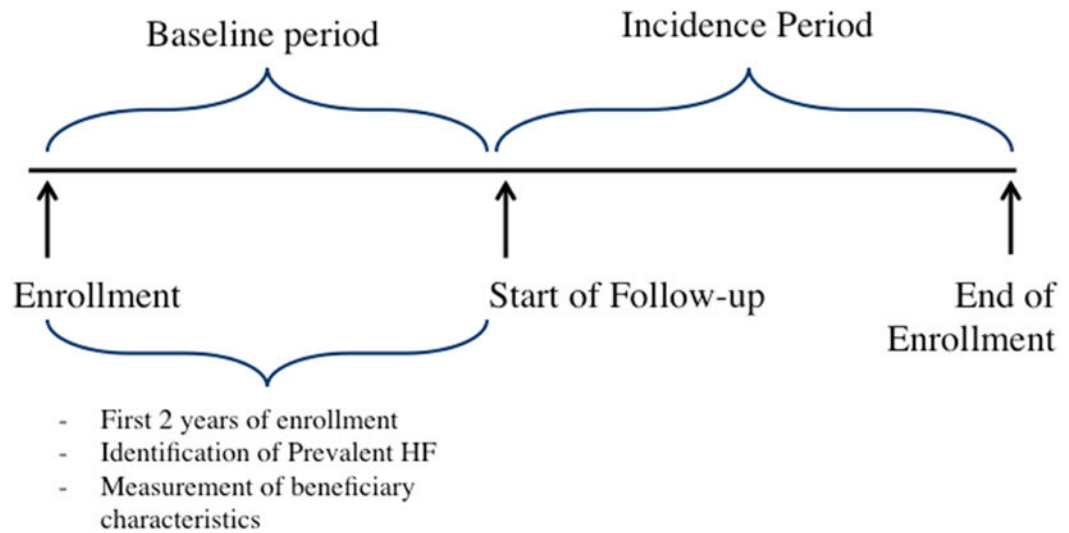 Baseline period
Incidence Period
Enrollment
Start of Follow-up
End of
Enrollment
- First 2 years of enrollment
- Identification of Prevalent HF
- Measurement of beneficiary
characteristics